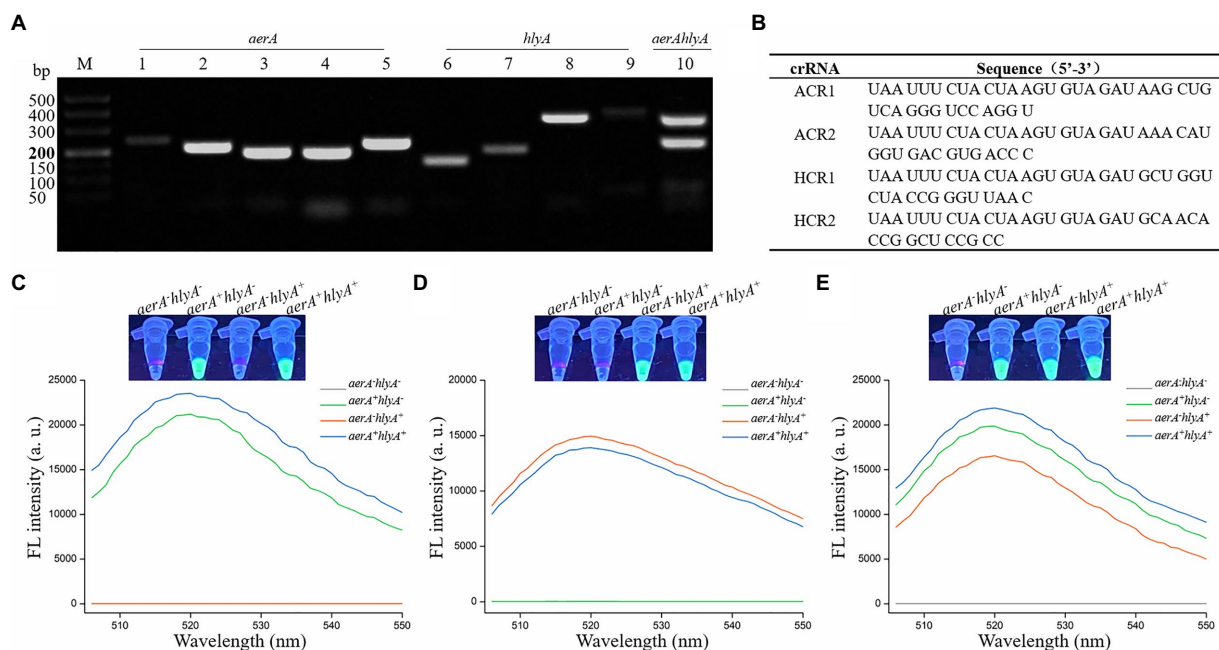 A
aerA
hlyA
aerAhlyA
bp M 1 2 3 4 5 6 7 8 9 10
500
400
300
200
150
100
50
B
crRNA Sequence（5’-3’）
ACR1 UAA UUU CUA CUA AGU GUA GAU AAG CUG
UCA GGG UCC AGG U
ACR2 UAA UUU CUA CUA AGU GUA GAU AAA CAU
GGU GAC GUG ACC C
HCR1 UAA UUU CUA CUA AGU GUA GAU GCU GGU
CUA CCG GGU UAA C
HCR2 UAA UUU CUA CUA AGU GUA GAU GCA ACA
CCG GCU CCG CC
C
aerA-hlyA- aerA+hlyA- aerA-hlyA+ aerA+hlyA+
25000
20000
15000
10000
5000
0
FL intensity (a. u.)
aerA-hlyA-
aerA+hlyA-
aerA-hlyA+
aerA+hlyA+
510 520 530 540 550
Wavelength (nm)
D
aerA-hlyA- aerA+hlyA- aerA-hlyA+ aerA+hlyA+
20000
15000
10000
5000
0
FL intensity (a. u.)
aerA-hlyA-
aerA+hlyA-
aerA-hlyA+
aerA+hlyA+
510 520 530 540 550
Wavelength (nm)
E
aerA-hlyA- aerA+hlyA- aerA-hlyA+ aerA+hlyA+
25000
20000
15000
10000
5000
0
FL intensity (a. u.)
aerA-hlyA-
aerA+hlyA-
aerA-hlyA+
aerA+hlyA+
510 520 530 540 550
Wavelength (nm)